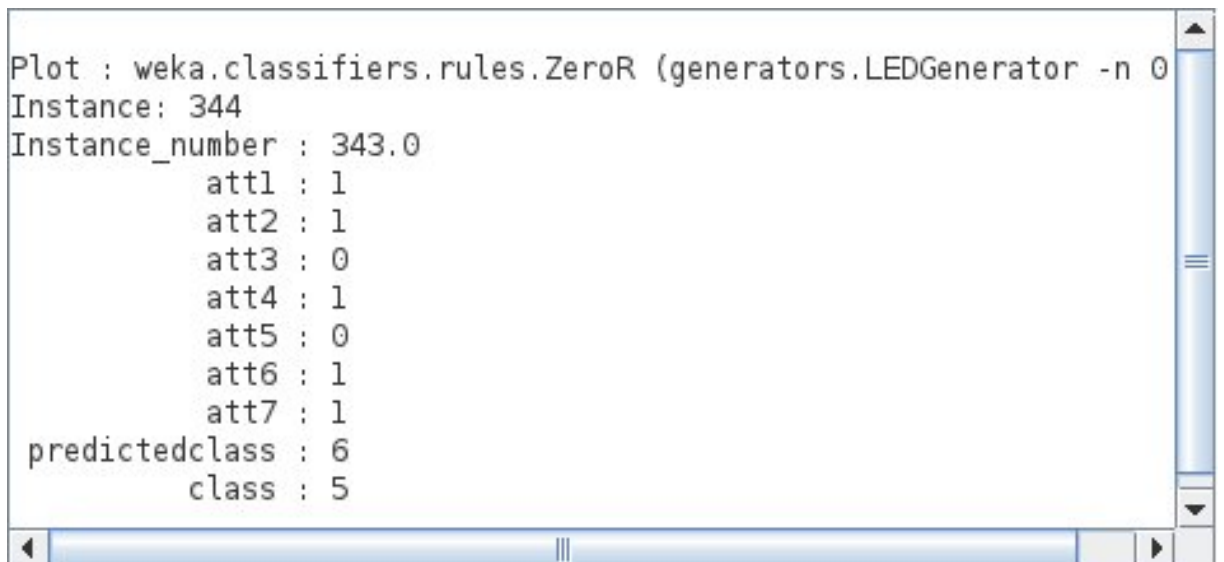 Plot : weka.classifiers.rules.ZeroR (generators.LEDGenerator -n 0
Instance: 344
Instance_number : 343.0
att1 : 1
att2 : 1
att3 : 0
att4 : 1
att5 : 0
att6 : 1
att7 : 1
predictedclass : 6
class : 5